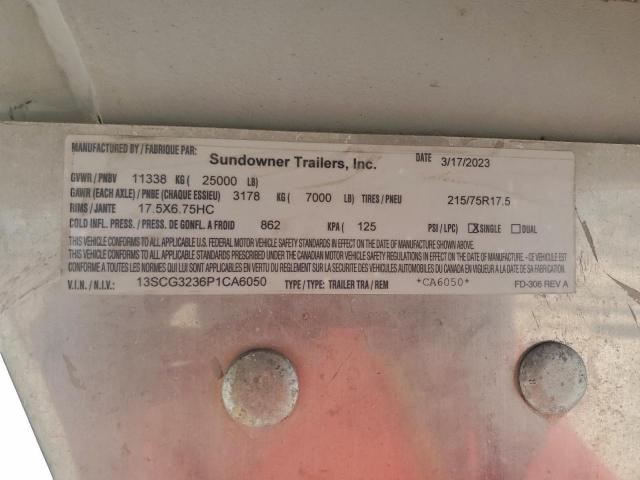 MANUFACTURED BY / FABRIQUE PAR: Sundowner Trailers, Inc. DATE 3/17/2023
GVWR / PNBV 11338 KG ( 25000 LB)
GAWR (EACH AXLE) / PNBE (CHAQUE ESSIEU) 3178 KG ( 7000 LB) TIRES / PNEU 215/75R17.5
RIMS / JANTE 17.5X6.75HC
COLD INFL. PRESS. / PRESS. DE GONFL. A FROID 862 KPA ( 125 PSI / LPC) ☒ SINGLE ☐ DUAL
THIS VEHICLE CONFORMS TO ALL APPLICABLE U.S. FEDERAL MOTOR VEHICLE SAFETY STANDARDS IN EFFECT ON THE DATE OF MANUFACTURE SHOWN ABOVE.
THIS VEHICLE CONFORMS TO ALL APPLICABLE STANDARDS PRESCRIBED UNDER THE CANADIAN MOTOR VEHICLE SAFETY REGULATIONS IN EFFECT ON THE DATE OF MANUFACTURE - CE VEHICULE EST
CONFORME A TOUTES LES NORMES QUI LUI SONT APPLICABLES EN VERTU DU REGLEMENT SUR LA SECURITE DES VEHICULES AUTOMOBILES DU CANADA EN VIGUEUR A LA DATE DE SA FABRICATION.
V.I.N. / N.I.V.: 13SCG3236P1CA6050 TYPE / TYPE: TRAILER TRA / REM *CA6050* FD-306 REV A